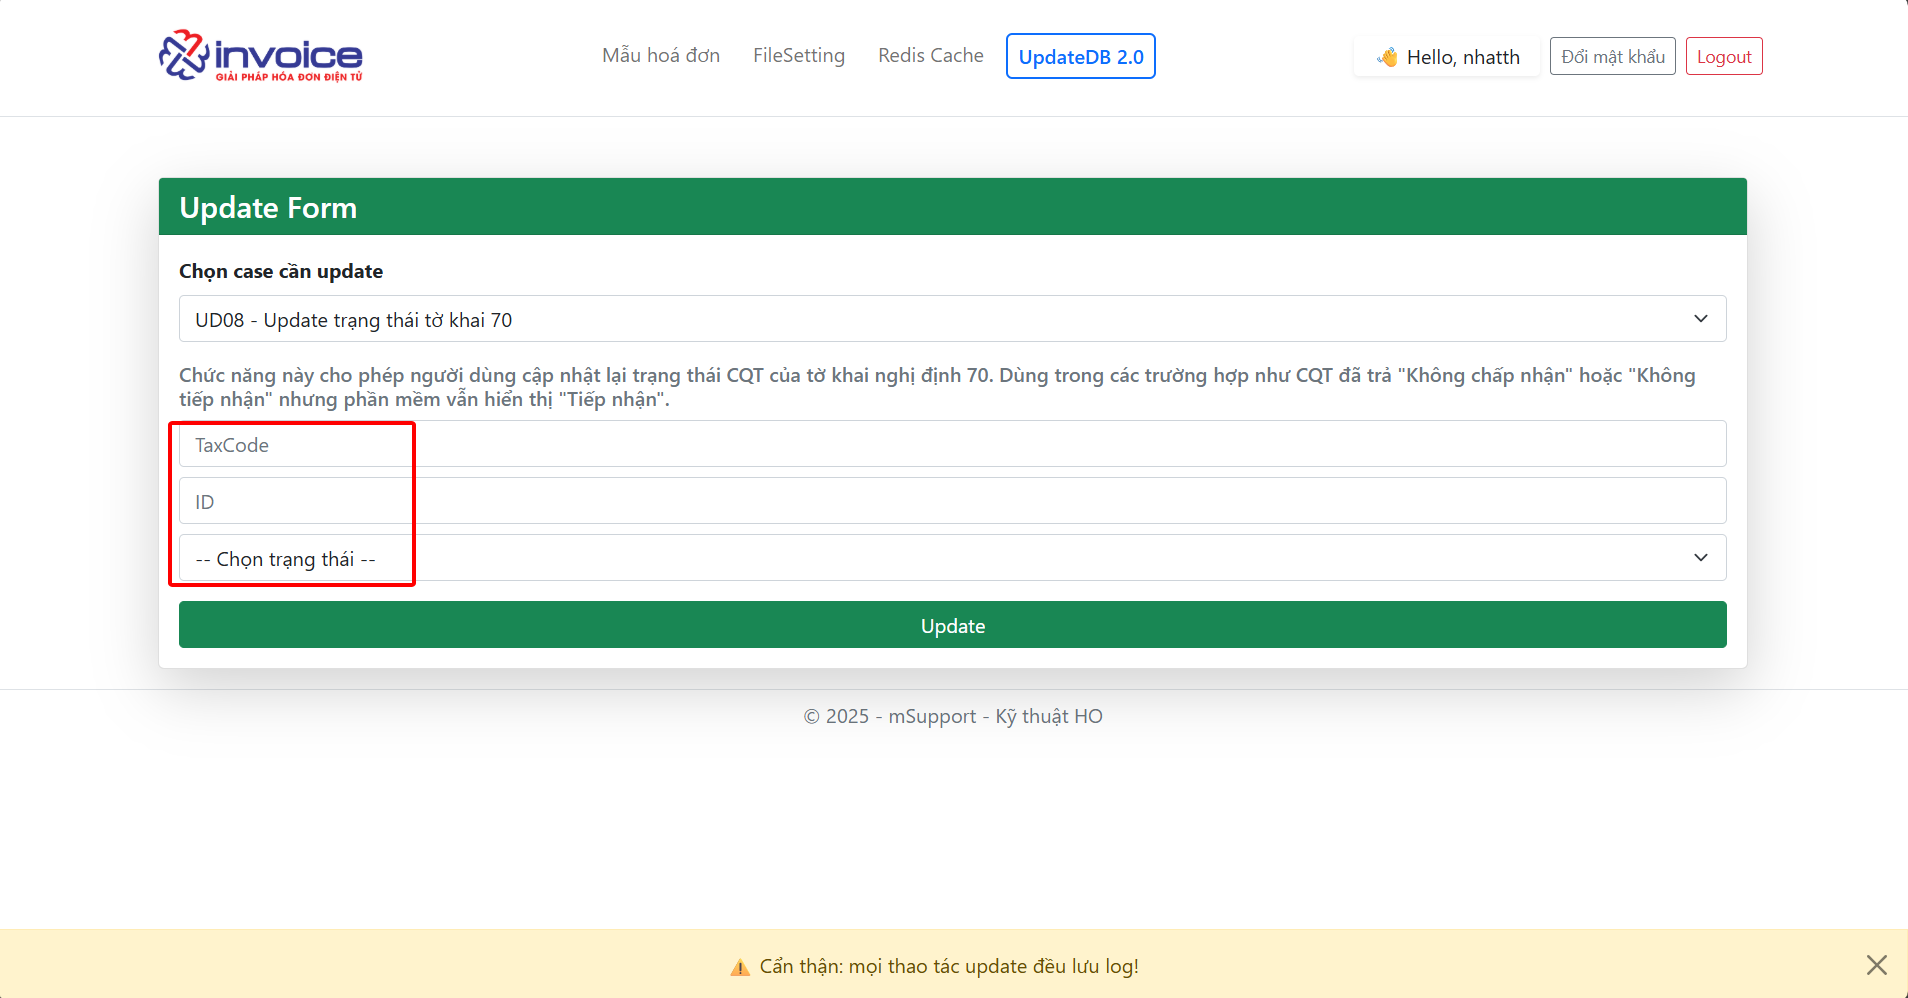 invoice
GIẢI PHÁP HÓA ĐƠN ĐIỆN TỬ
Mẫu hoá đơn
FileSetting
Redis Cache
UpdateDB 2.0
👋 Hello, nhatth
Đổi mật khẩu
Logout
Update Form
Chọn case cần update
UD08 - Update trạng thái tờ khai 70
Chức năng này cho phép người dùng cập nhật lại trạng thái CQT của tờ khai nghị định 70. Dùng trong các trường hợp như CQT đã trả "Không chấp nhận" hoặc "Không
tiếp nhận" nhưng phần mềm vẫn hiển thị "Tiếp nhận".
TaxCode
ID
-- Chọn trạng thái --
Update
© 2025 - mSupport - Kỹ thuật HO
⚠️ Cẩn thận: mọi thao tác update đều lưu log!